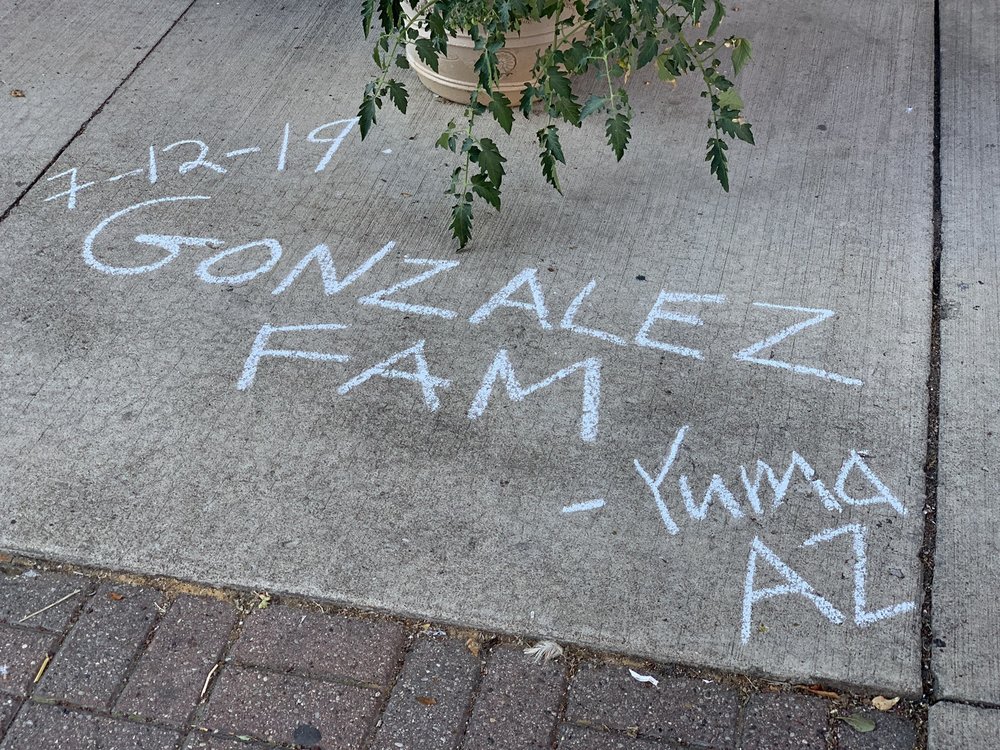 7-12-19
GONZALEZ
FAM
- Yuma
AZ